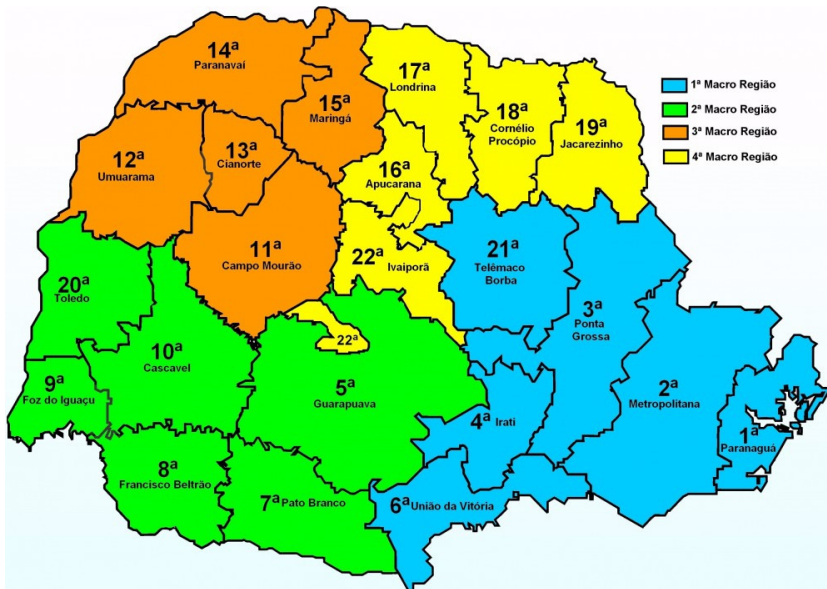 14ª
Paranavaí
15ª
Maringá
17ª
Londrina
18ª
Cornélio
Procópio
19ª
Jacarezinho
1ª Macro Região
2ª Macro Região
3ª Macro Região
4ª Macro Região
12ª
Umuarama
13ª
Cianorte
16ª
Apucarana
11ª
Campo Mourão
22ª Ivaiporã
21ª
Telêmaco
Borba
20ª
Toledo
3ª
Ponta
Grossa
22ª
10ª
Cascavel
9ª
Foz do Iguaçu
5ª
Guarapuava
2ª
Metropolitana
4ª Irati
1ª
Paranaguá
8ª
Francisco Beltrão
7ª Pato Branco
6ª União da Vitória